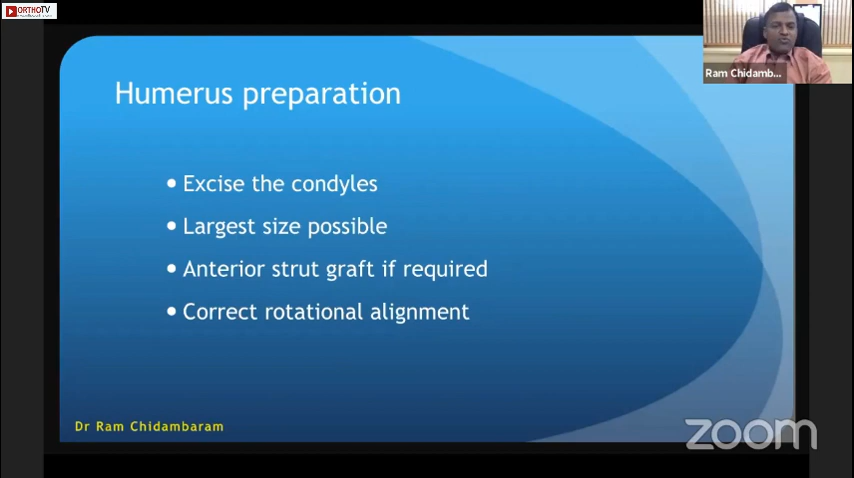 ORTHOTV
Ram Chidamb...
Humerus preparation
• Excise the condyles
• Largest size possible
• Anterior strut graft if required
• Correct rotational alignment
Dr Ram Chidambaram
zoom